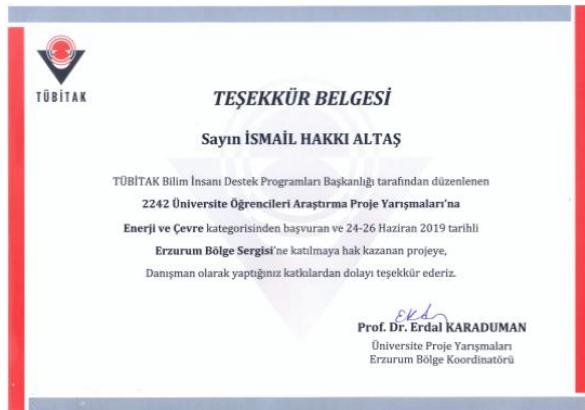 TÜBİTAK
TEŞEKKÜR BELGESİ
Sayın İSMAİL HAKKI ALTAŞ
TÜBİTAK Bilim İnsanı Destek Programları Başkanlığı tarafından düzenlenen
2242 Üniversite Öğrencileri Araştırma Proje Yarışmaları'na
Enerji ve Çevre kategorisinden başvuran ve 24-26 Haziran 2019 tarihli
Erzurum Bölge Sergisi'ne katılmaya hak kazanan projeye,
Danışman olarak yaptığınız katkılardan dolayı teşekkür ederiz.
Prof. Dr. Erdal KARADUMAN
Üniversite Proje Yarışmaları
Erzurum Bölge Koordinatörü